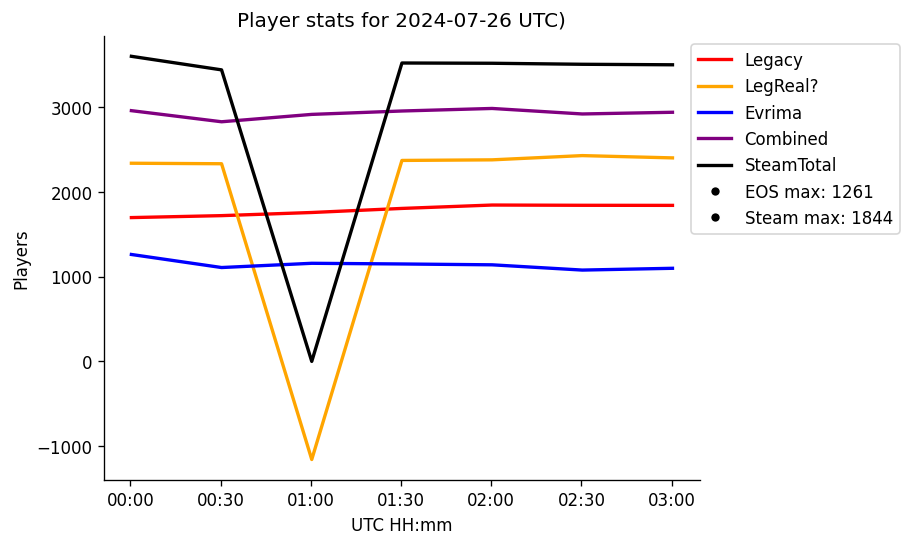 Player stats for 2024-07-26 UTC)
Legacy
LegReal?
Evrima
Combined
SteamTotal
EOS max: 1261
Steam max: 1844
Players
3000
2000
1000
0
−1000
00:00 00:30 01:00 01:30 02:00 02:30 03:00
UTC HH:mm